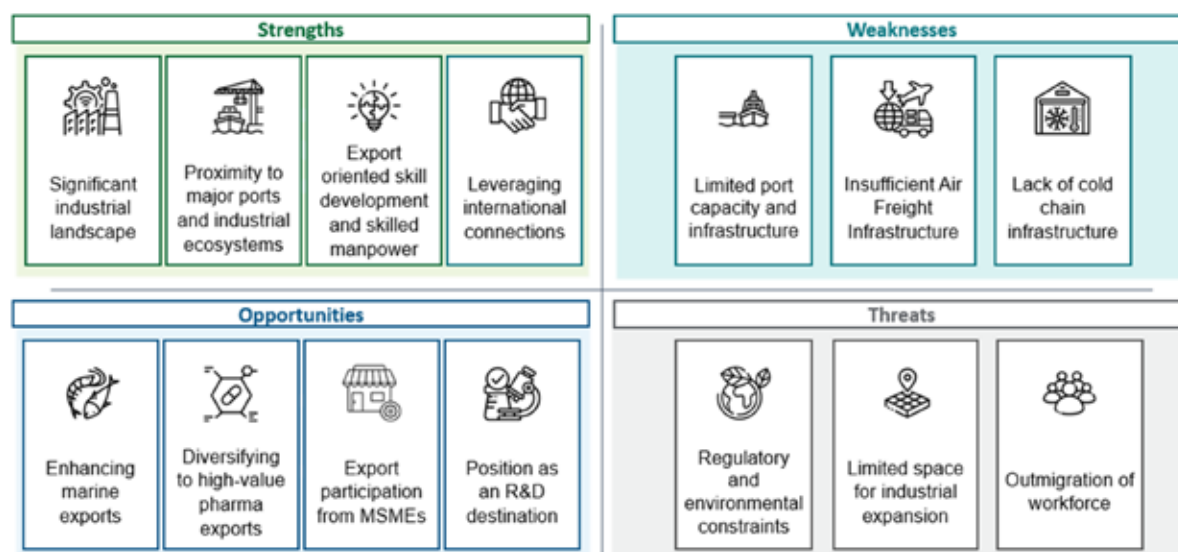 Strengths
Significant
industrial
landscape
Proximity to
major ports
and industrial
ecosystems
Export
oriented skill
development
and skilled
manpower
Leveraging
international
connections
Weaknesses
Limited port
capacity and
infrastructure
Insufficient Air
Freight
Infrastructure
Lack of cold
chain
infrastructure
Opportunities
Enhancing
marine
exports
Diversifying
to high-value
pharma
exports
Export
participation
from MSMEs
Position as
an R&D
destination
Threats
Regulatory
and
environmental
constraints
Limited space
for industrial
expansion
Outmigration of
workforce